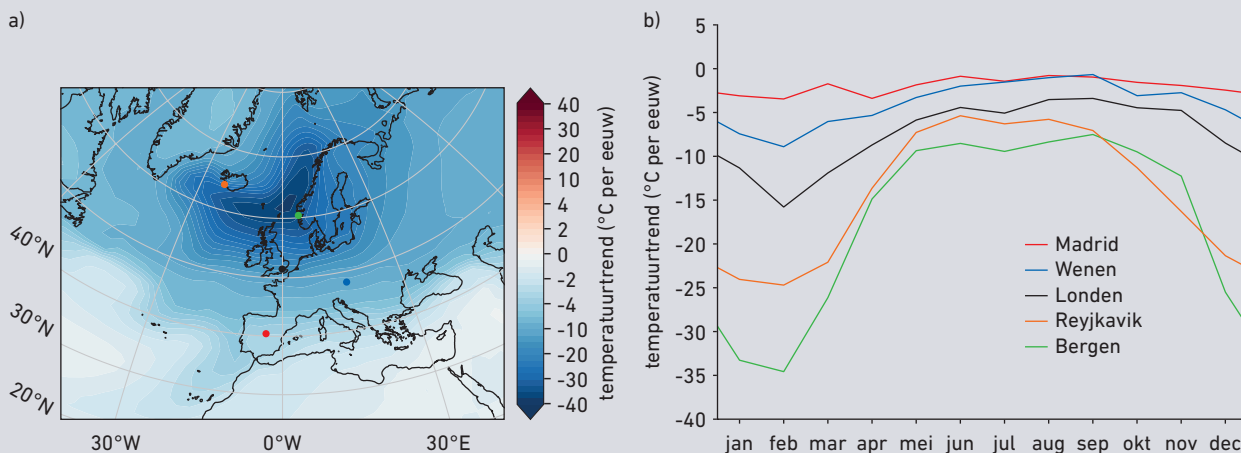 a)
40°N
30°N
20°N
30°W 0°W 30°E
40
30
20
10
4
2
0
-2
-4
-10
-20
-30
-40
temperatuurtrend (°C per eeuw)
b)
temperatuurtrend (°C per eeuw)
5
0
-5
-10
-15
-20
-25
-30
-35
-40
Madrid
Wenen
Londen
Reyjkavik
Bergen
jan feb mar apr mei jun jul aug sep okt nov dec